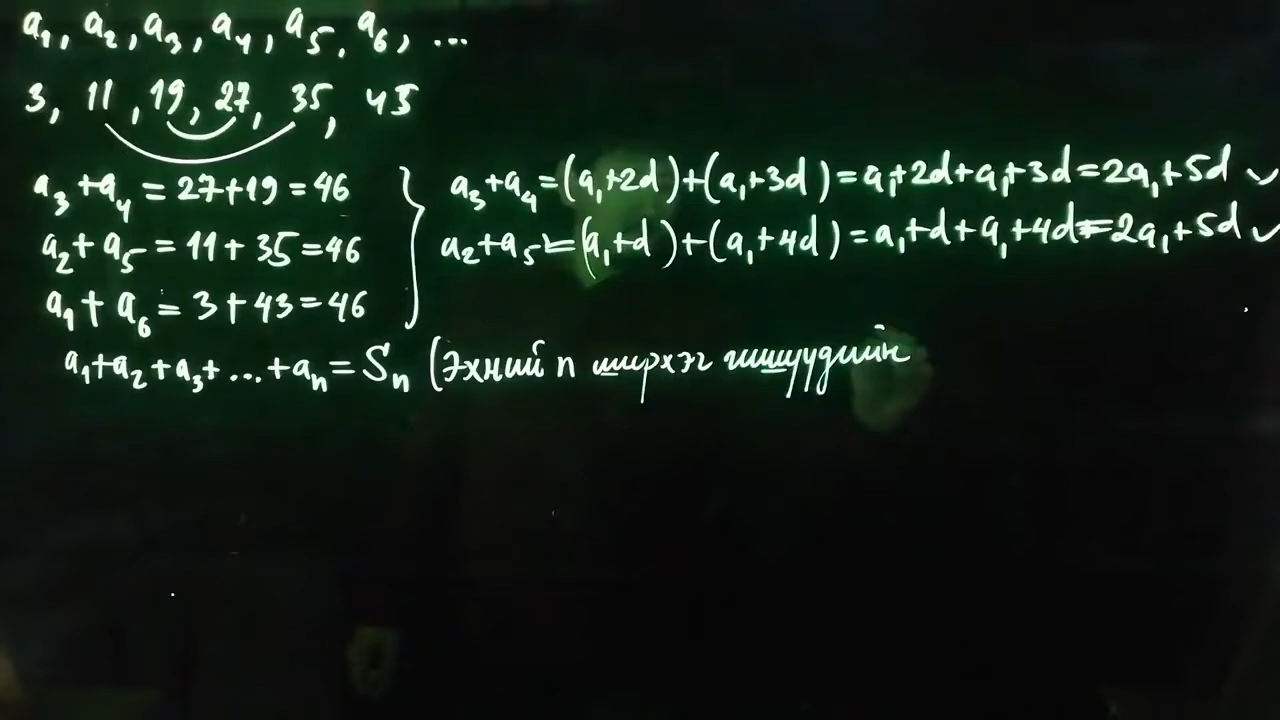 a₁, a₂, a₃, a₄, a₅, a₆, ...
3, 11, 19, 27, 35, 43
a₃+a₄=27+19=46
a₂+a₅=11+35=46
a₁+a₆=3+43=46
a₃+a₄=(a₁+2d)+(a₁+3d)=a₁+2d+a₁+3d=2a₁+5d ✓
a₂+a₅=(a₁+d)+(a₁+4d)=a₁+d+a₁+4d=2a₁+5d ✓
a₁+a₂+a₃+...+aₙ=Sₙ (Эхний n ширхэг гишүүдийн